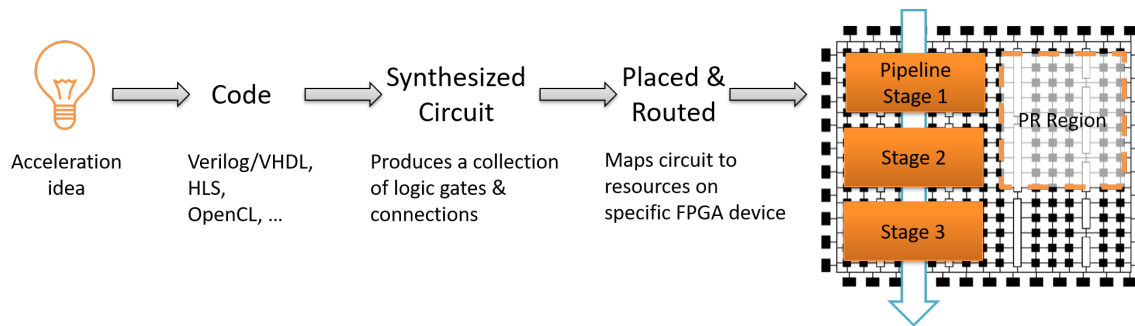 Acceleration
idea
Code
Verilog/VHDL,
HLS,
OpenCL, ...
Synthesized
Circuit
Produces a collection
of logic gates &
connections
Placed &
Routed
Maps circuit to
resources on
specific FPGA device
Pipeline
Stage 1
Stage 2
Stage 3
PR Region